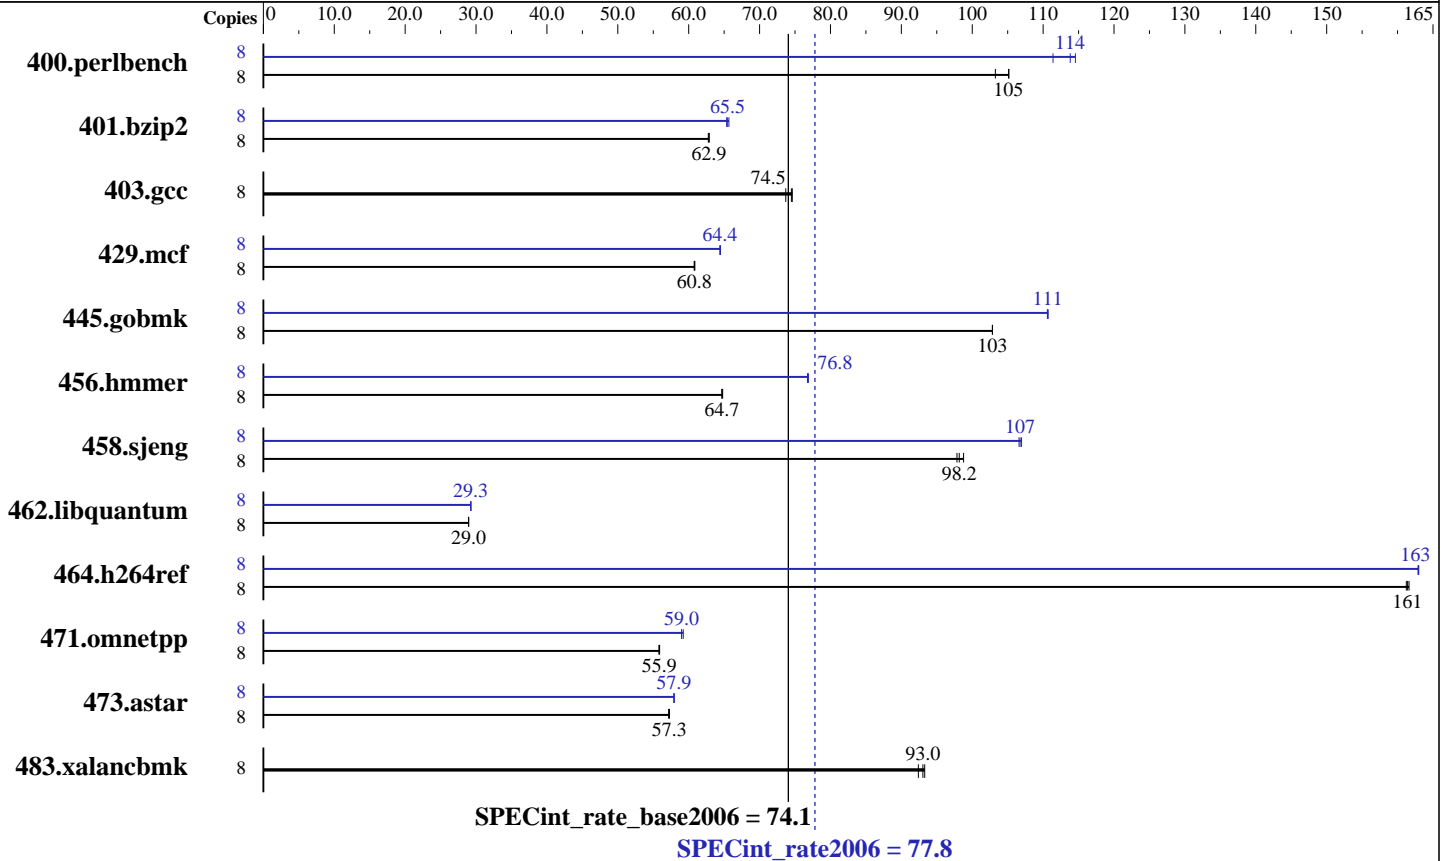 Copies 0 10.0 20.0 30.0 40.0 50.0 60.0 70.0 80.0 90.0 100 110 120 130 140 150 165
400.perlbench 8 114
8 105
401.bzip2 8 65.5
8 62.9
403.gcc 8 74.5
429.mcf 8 64.4
8 60.8
445.gobmk 8 111
8 103
456.hmmer 8 76.8
8 64.7
458.sjeng 8 107
8 98.2
462.libquantum 8 29.3
8 29.0
464.h264ref 8 163
8 161
471.omnetpp 8 59.0
8 55.9
473.astar 8 57.9
8 57.3
483.xalancbmk 8 93.0
SPECint_rate_base2006 = 74.1
SPECint_rate2006 = 77.8